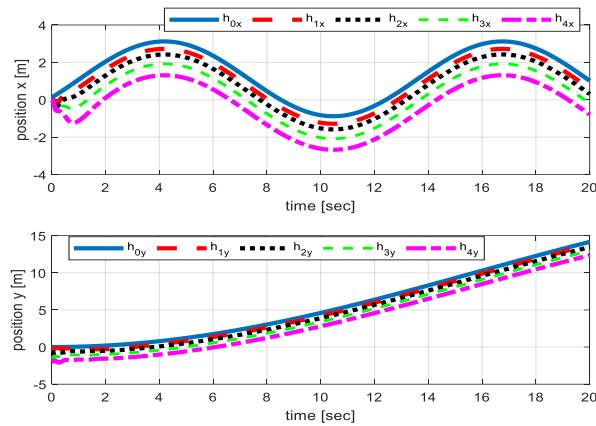 h0x h1x h2x h3x h4x
4
2
0
-2
-4
position x [m]
0 2 4 6 8 10 12 14 16 18 20
time [sec]
h0y h1y h2y h3y h4y
15
10
5
0
-5
position y [m]
0 2 4 6 8 10 12 14 16 18 20
time [sec]